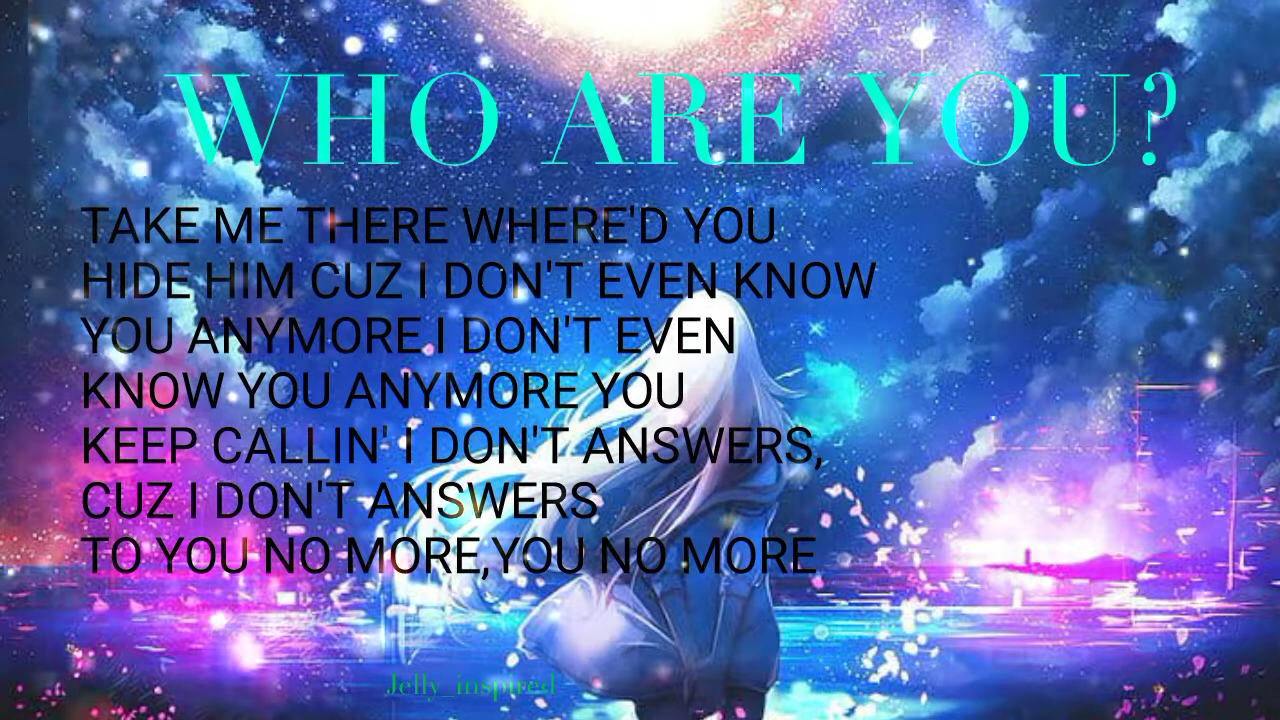 WHO ARE YOU?
TAKE ME THERE WHERE'D YOU
HIDE HIM CUZ I DON'T EVEN KNOW
YOU ANYMORE.I DON'T EVEN
KNOW YOU ANYMORE YOU
KEEP CALLIN' I DON'T ANSWERS,
CUZ I DON'T ANSWERS
TO YOU NO MORE,YOU NO MORE
Jelly_inspired